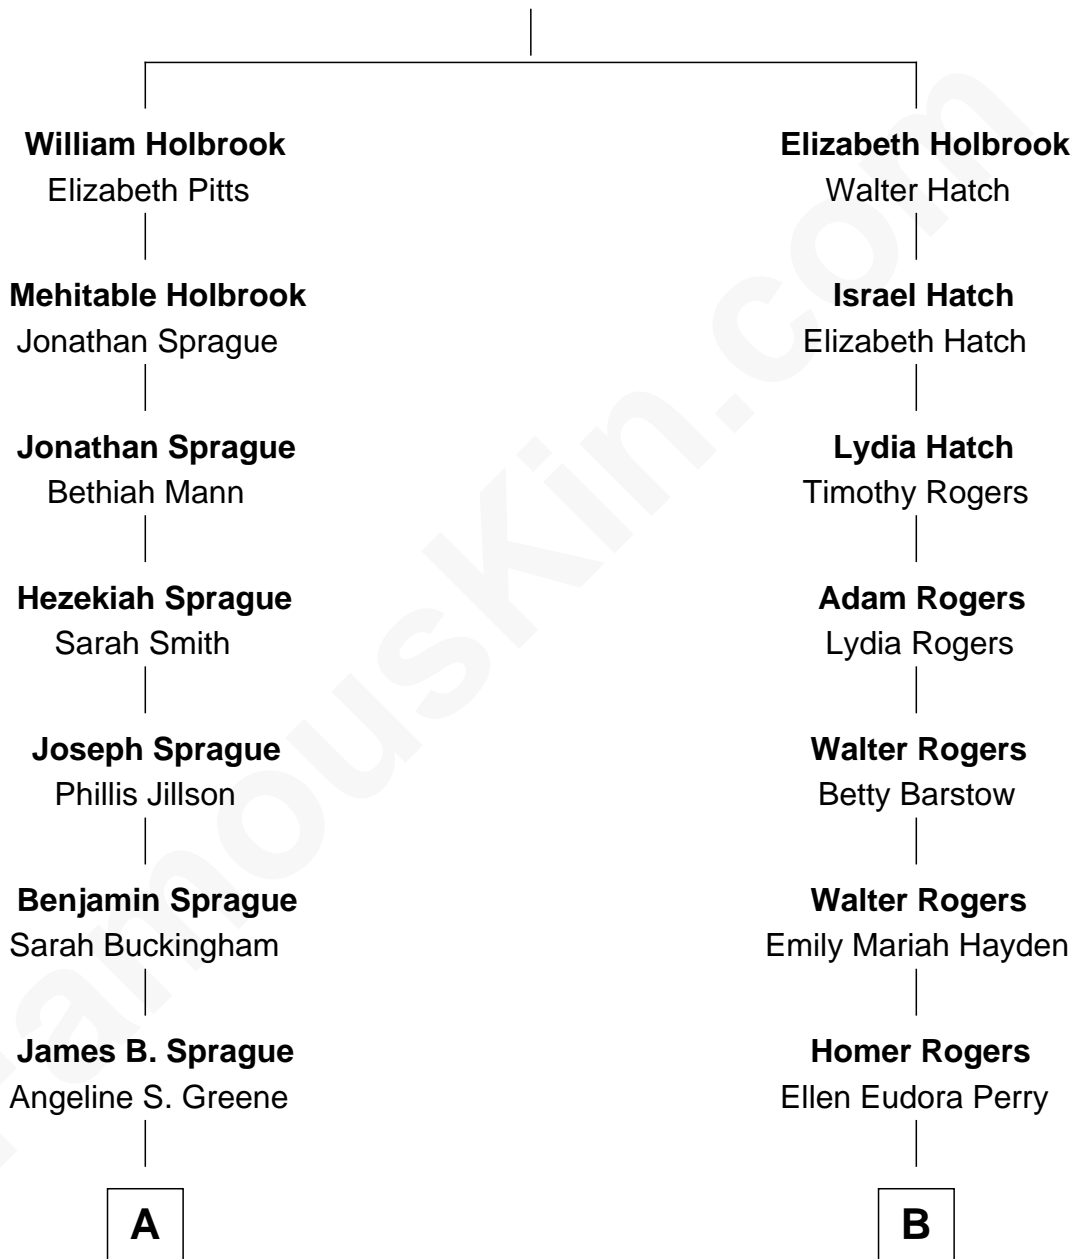 William Holbrook
Elizabeth Pitts
Mehitable Holbrook
Jonathan Sprague
Jonathan Sprague
Bethiah Mann
Hezekiah Sprague
Sarah Smith
Joseph Sprague
Phillis Jillson
Benjamin Sprague
Sarah Buckingham
James B. Sprague
Angeline S. Greene
A
Elizabeth Holbrook
Walter Hatch
Israel Hatch
Elizabeth Hatch
Lydia Hatch
Timothy Rogers
Adam Rogers
Lydia Rogers
Walter Rogers
Betty Barstow
Walter Rogers
Emily Mariah Hayden
Homer Rogers
Ellen Eudora Perry
B
FamousKin.com